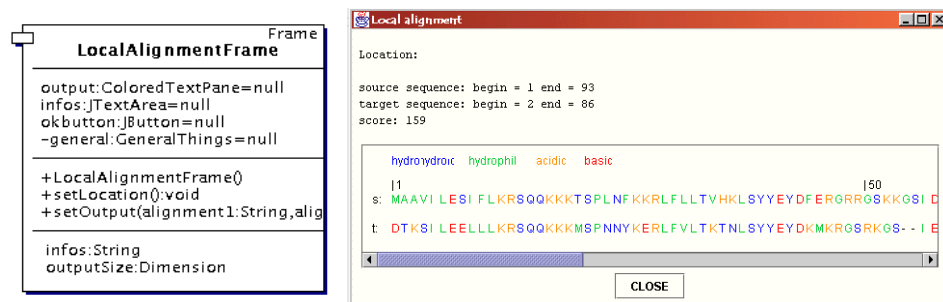 Frame
LocalAlignmentFrame
output:ColoredTextPane=null
infos:JTextArea=null
okbutton:JButton=null
-general:GeneralThings=null
+LocalAlignmentFrame()
+setLocation():void
+setOutput(alignment1:String,alig
infos:String
outputSize:Dimension
Local alignment
Location:
source sequence: begin = 1 end = 93
target sequence: begin = 2 end = 86
score: 159
hydrophil acidic basic
|1 |50
s: MAAVILESIFLKRSQQKKKTSPLNFKKRLFLLTVHKLSYYEYDFERGRRGSKKGSID
t: DTKSILEELLLKRSQQKKKMSPNNYKERLFVLTKTNLSYYEYDKMKRGSRKGS--IE
CLOSE